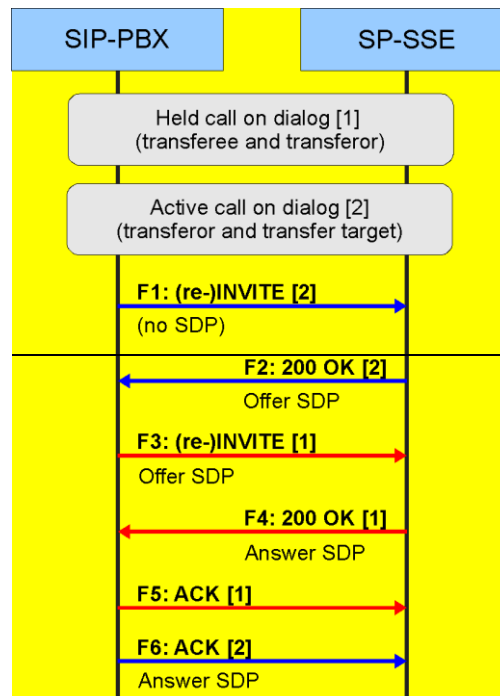 SIP-PBX
SP-SSE
Held call on dialog [1]
(transferee and transferor)
Active call on dialog [2]
(transferor and transfer target)
F1: (re-)INVITE [2]
(no SDP)
F2: 200 OK [2]
Offer SDP
F3: (re-)INVITE [1]
Offer SDP
F4: 200 OK [1]
Answer SDP
F5: ACK [1]
F6: ACK [2]
Answer SDP